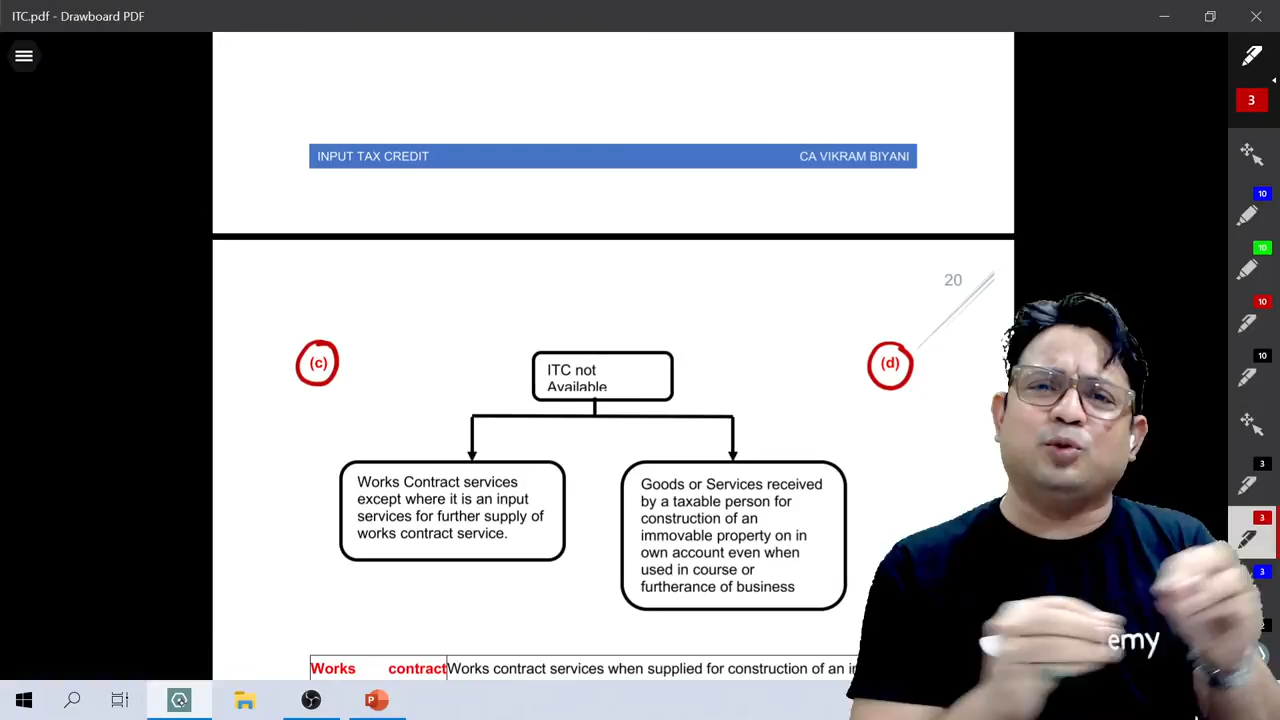 ITC.pdf - Drawboard PDF
3
INPUT TAX CREDIT CA VIKRAM BIYANI
10
10
20
10
(c)
ITC not
Available
(d)
10
3
Works Contract services
except where it is an input
services for further supply of
works contract service.
Goods or Services received
by a taxable person for
construction of an
immovable property on in
own account even when
used in course or
furtherance of business
3
3
emy
Works contract
Works contract services when supplied for construction of an